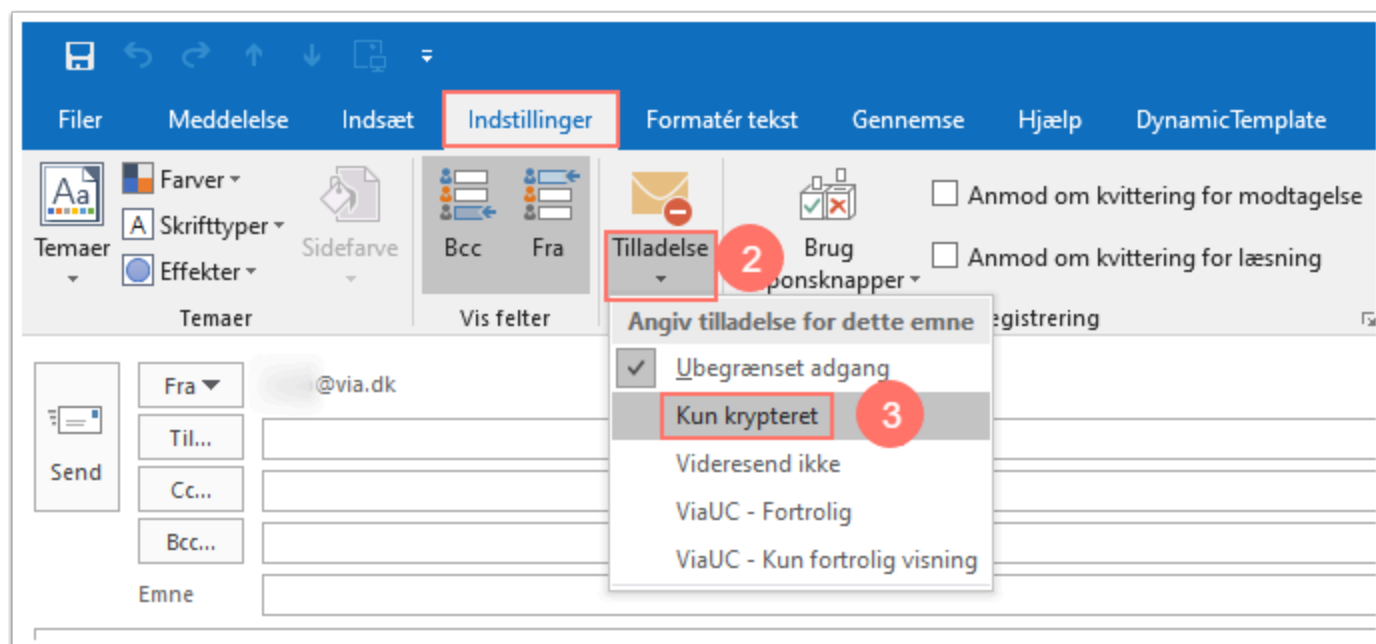 Filer Meddelelse Indsæt Indstillinger Formatér tekst Gennemse Hjælp DynamicTemplate
Aa
Temaer
Farver
A Skrifttyper
Effekter
Sidefarve
Temaer
Bcc Fra
Vis felter
Tilladelse
2
Brug
Anmod om kvittering for modtagelse
Anmod om kvittering for læsning
Angiv tilladelse for dette emne
Ubegrænset adgang
Kun krypteret
3
Videresend ikke
ViaUC - Fortrolig
ViaUC - Kun fortrolig visning
Send
Fra @via.dk
Til...
Cc...
Bcc...
Emne